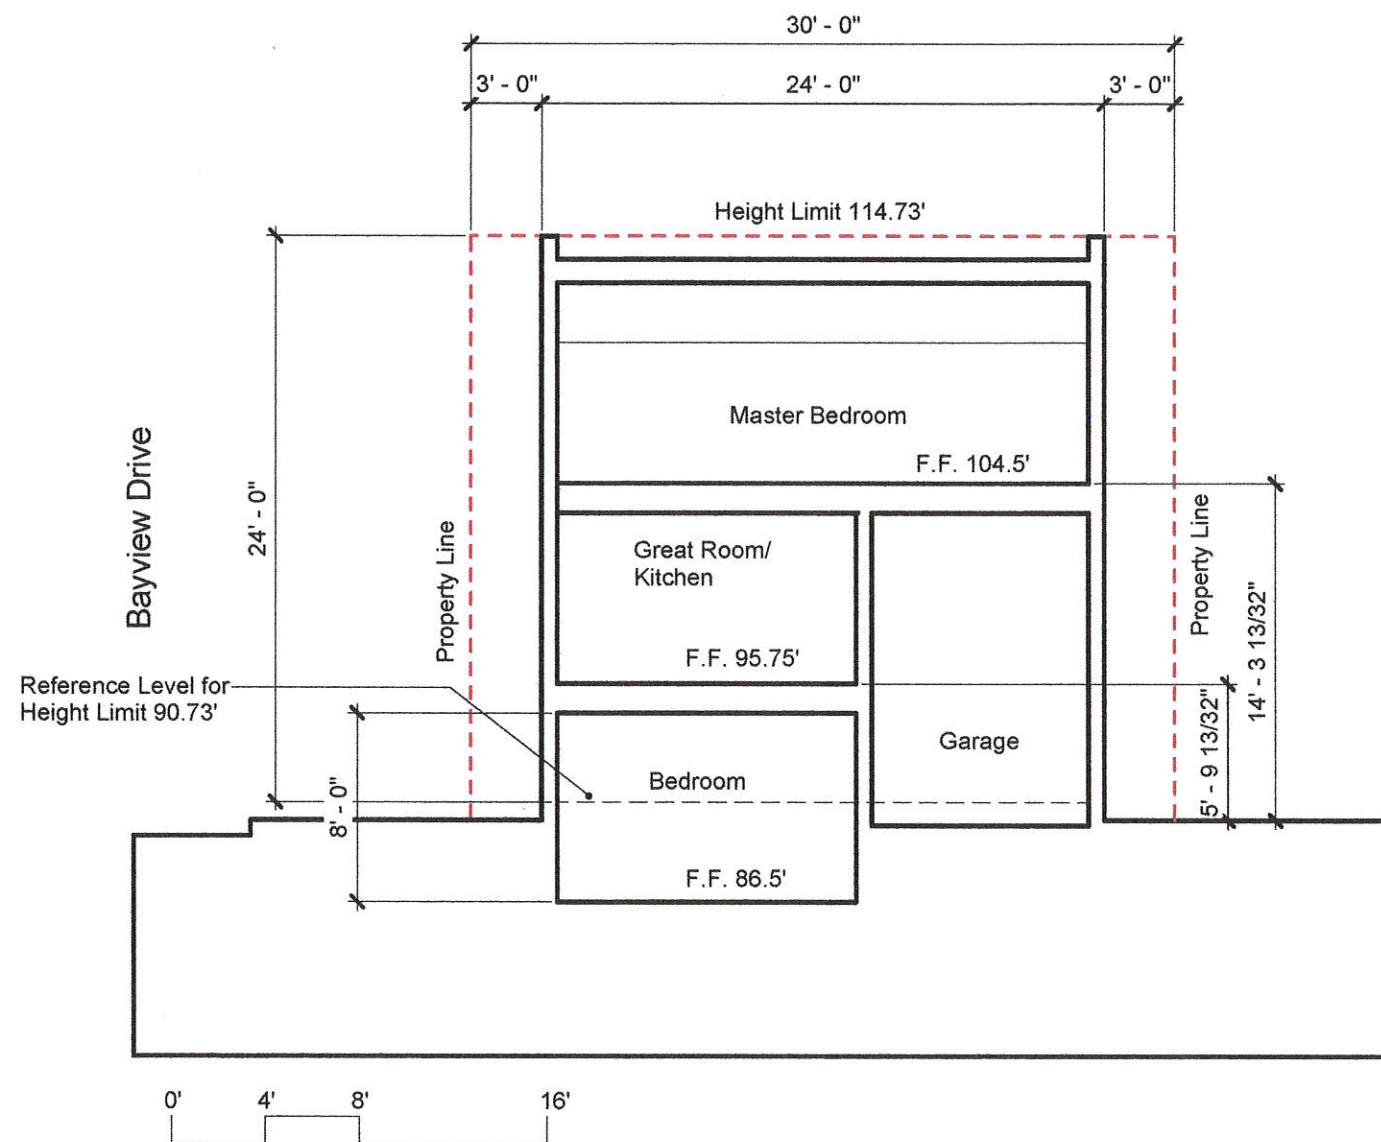 30' - 0"
3' - 0"
24' - 0"
3' - 0"
Height Limit 114.73'
Master Bedroom
F.F. 104.5'
Bayview Drive
24' - 0"
Property Line
Great Room/
Kitchen
F.F. 95.75'
Property Line
14' - 3 13/32"
5' - 9 13/32"
Reference Level for
Height Limit 90.73'
8' - 0"
Bedroom
Garage
F.F. 86.5'
0' 4' 8' 16'